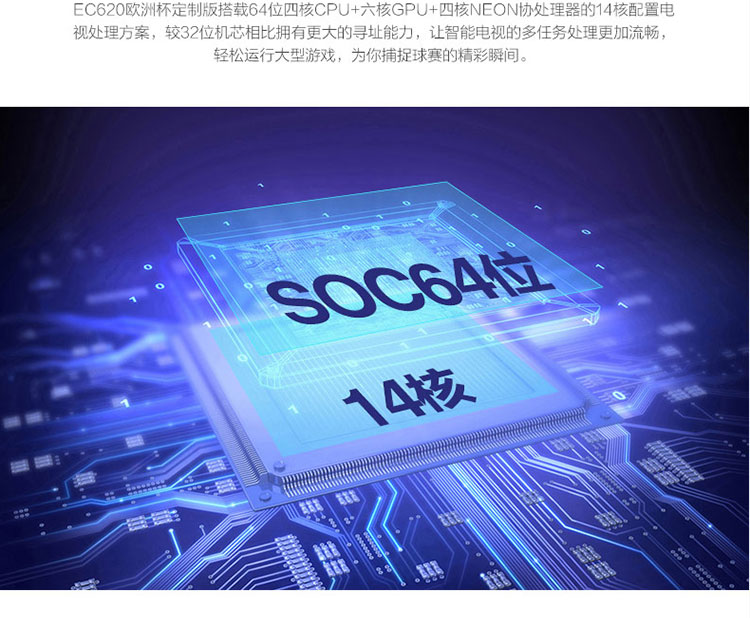 EC620欧洲杯定制版搭载64位四核CPU+六核GPU+四核NEON协处理器的14核配置电
视处理方案，较32位机芯相比拥有更大的寻址能力，让智能电视的多任务处理更加流畅，
轻松运行大型游戏，为你捕捉球赛的精彩瞬间。
SOC64位
14核